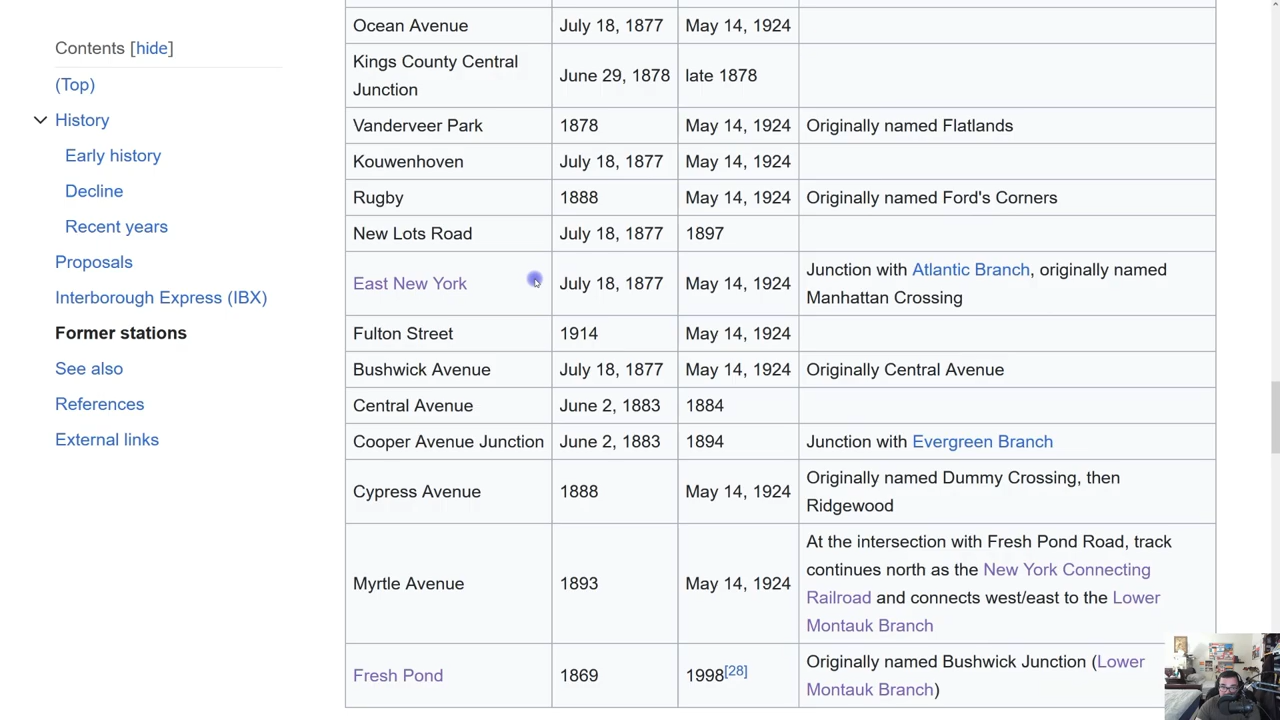 Contents [hide]
(Top)
History
Early history
Decline
Recent years
Proposals
Interborough Express (IBX)
Former stations
See also
References
External links
Ocean Avenue July 18, 1877 May 14, 1924
Kings County Central
Junction June 29, 1878 late 1878
Vanderveer Park 1878 May 14, 1924 Originally named Flatlands
Kouwenhoven July 18, 1877 May 14, 1924
Rugby 1888 May 14, 1924 Originally named Ford's Corners
New Lots Road July 18, 1877 1897
East New York July 18, 1877 May 14, 1924 Junction with Atlantic Branch, originally named
Manhattan Crossing
Fulton Street 1914 May 14, 1924
Bushwick Avenue July 18, 1877 May 14, 1924 Originally Central Avenue
Central Avenue June 2, 1883 1884
Cooper Avenue Junction June 2, 1883 1894 Junction with Evergreen Branch
Cypress Avenue 1888 May 14, 1924 Originally named Dummy Crossing, then
Ridgewood
Myrtle Avenue 1893 May 14, 1924 At the intersection with Fresh Pond Road, track
continues north as the New York Connecting
Railroad and connects west/east to the Lower
Montauk Branch
Fresh Pond 1869 1998[28] Originally named Bushwick Junction (Lower
Montauk Branch)